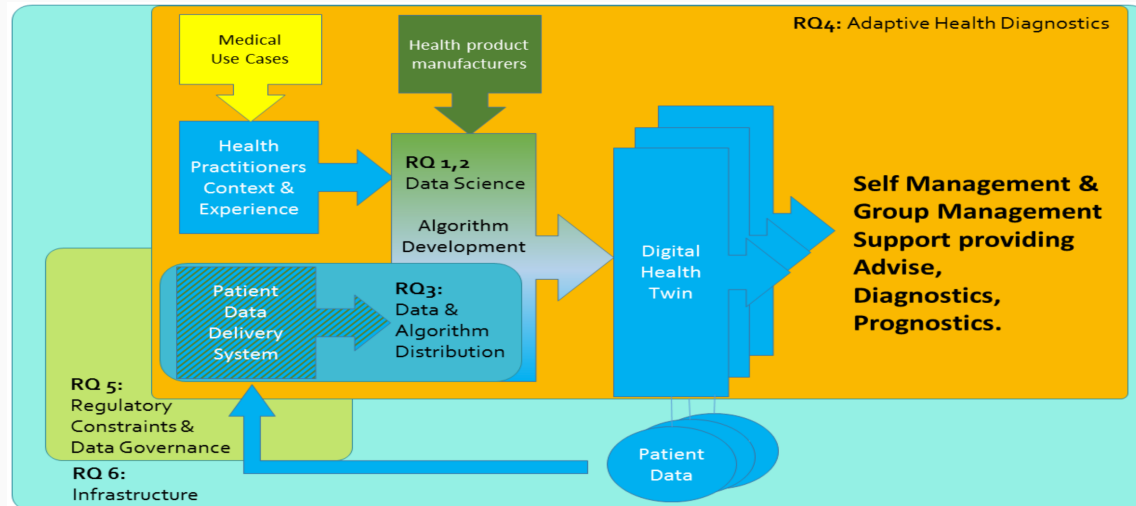 RQ4: Adaptive Health Diagnostics
Medical
Use Cases
Health product
manufacturers
Health
Practitioners
Context &
Experience
RQ 1,2
Data Science
Algorithm
Development
Digital
Health
Twin
Self Management &
Group Management
Support providing
Advise,
Diagnostics,
Prognostics.
Patient
Data
Delivery
System
RQ3:
Data &
Algorithm
Distribution
RQ 5:
Regulatory
Constraints &
Data Governance
Patient
Data
RQ 6:
Infrastructure